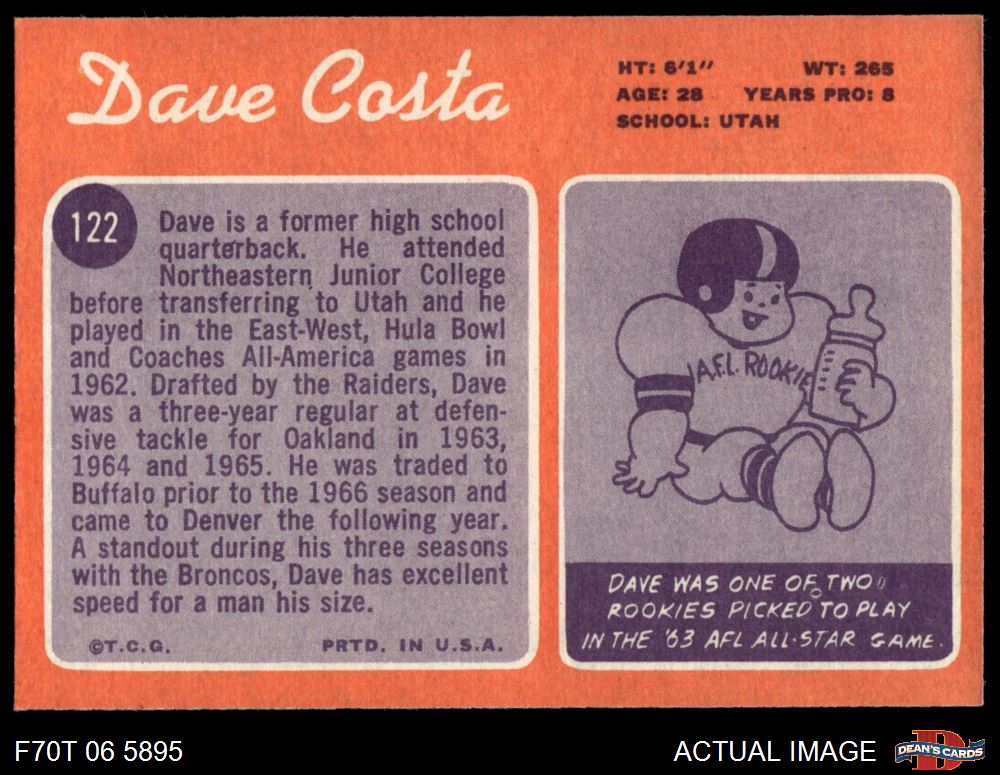 Dave Costa
HT: 6'1" WT: 265
AGE: 28 YEARS PRO: 8
SCHOOL: UTAH
122
Dave is a former high school
quarterback. He attended
Northeastern Junior College
before transferring to Utah and he
played in the East-West, Hula Bowl
and Coaches All-America games in
1962. Drafted by the Raiders, Dave
was a three-year regular at defen-
sive tackle for Oakland in 1963,
1964 and 1965. He was traded to
Buffalo prior to the 1966 season and
came to Denver the following year.
A standout during his three seasons
with the Broncos, Dave has excellent
speed for a man his size.
©T.C.G. PRTD. IN U.S.A.
A.F.L. ROOKIE
DAVE WAS ONE OF TWO
ROOKIES PICKED TO PLAY
IN THE '63 AFL ALL-STAR GAME.
F70T 06 5895
ACTUAL IMAGE
D
DEAN'S CARDS